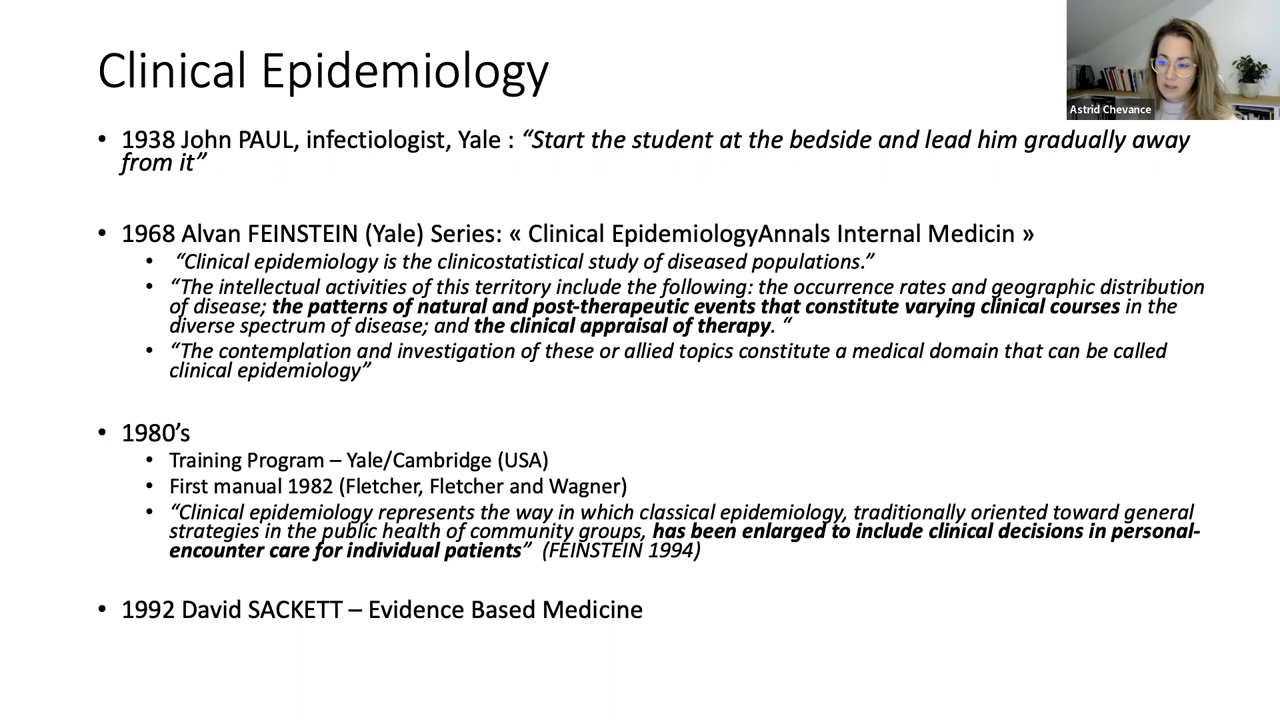 Clinical Epidemiology
Astrid Chevance
• 1938 John PAUL, infectiologist, Yale : “Start the student at the bedside and lead him gradually away
from it”
• 1968 Alvan FEINSTEIN (Yale) Series: « Clinical EpidemiologyAnnals Internal Medicin »
• “Clinical epidemiology is the clinicostatistical study of diseased populations.”
• “The intellectual activities of this territory include the following: the occurrence rates and geographic distribution
of disease; the patterns of natural and post-therapeutic events that constitute varying clinical courses in the
diverse spectrum of disease; and the clinical appraisal of therapy. “
• “The contemplation and investigation of these or allied topics constitute a medical domain that can be called
clinical epidemiology”
• 1980’s
• Training Program – Yale/Cambridge (USA)
• First manual 1982 (Fletcher, Fletcher and Wagner)
• “Clinical epidemiology represents the way in which classical epidemiology, traditionally oriented toward general
strategies in the public health of community groups, has been enlarged to include clinical decisions in personal-
encounter care for individual patients” (FEINSTEIN 1994)
• 1992 David SACKETT – Evidence Based Medicine